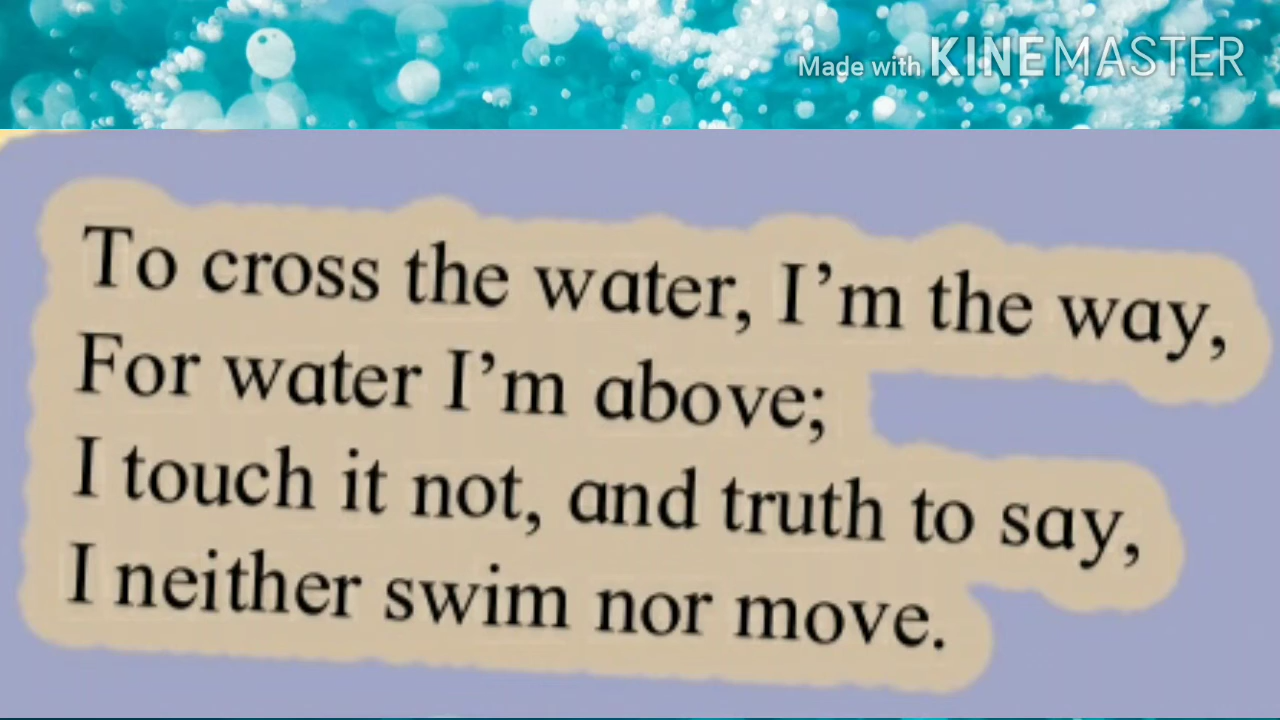 Made with KINEMASTER
To cross the water, I’m the way,
For water I’m above;
I touch it not, and truth to say,
I neither swim nor move.